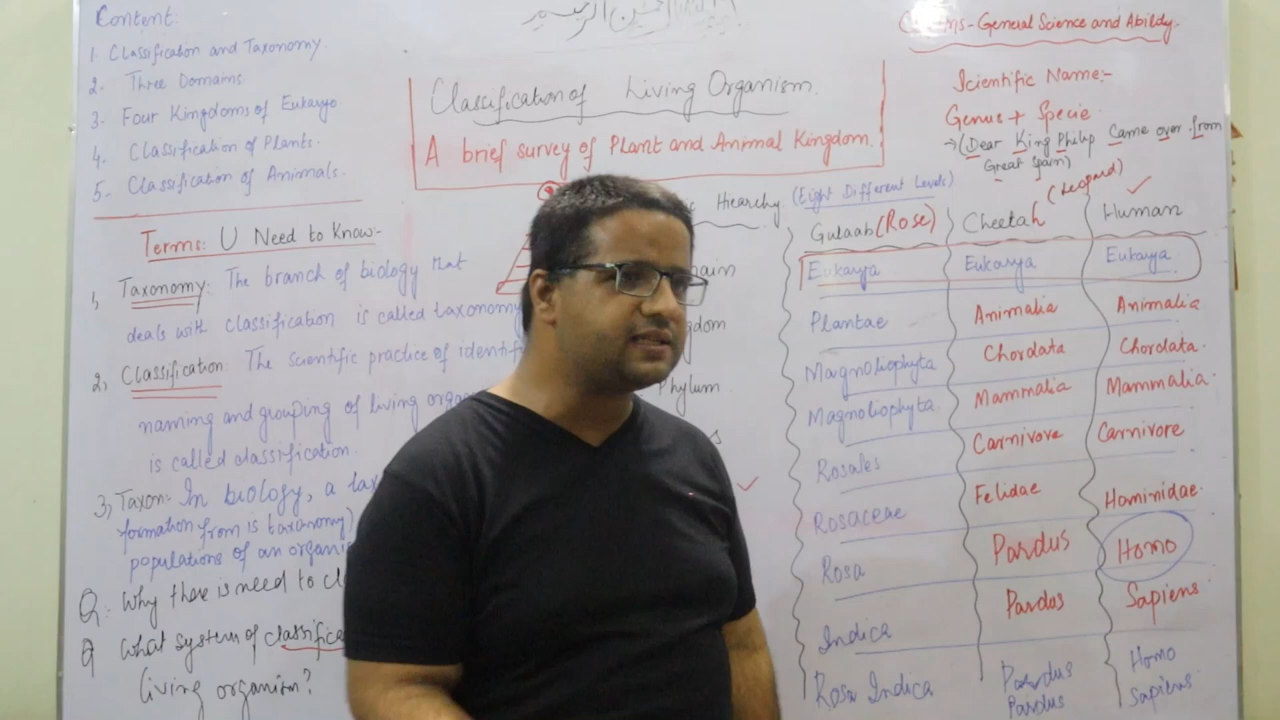 Content:
1. Classification and Taxonomy.
2. Three Domains.
3. Four Kingdoms of Eukaryo
4. Classification of Plants.
5. Classification of Animals.
Terms: U Need to Know:-
1, Taxonomy: The branch of biology that
deals with classification is called taxonomy
2, Classification: The scientific practice of identif
naming and grouping of living orga
is called classification.
3, Taxon: In biology, a tax
formation from is taxanomy)
populations of an organis
Q: Why there is need to cl
Q What system of classifica
living organism?
Classification of Living Organism.
A brief survey of Plant and Animal Kingdom.
ms-General Science and Ability.
Scientific Name:-
Genus + Specie.
→(Dear King Philip Came over from
Great Spain)
Hiearchy (Eight Different Levels)
ain
gdom
Phylum
s
Gulaab (Rose) Cheetah (Leopard) Human
Eukarya Eukarya Eukarya
Plantae Animalia Animalia
Magnoliophyta Chordata Chordata.
Magnoliophyta Mammalia Mammalia.
Rosales Carnivore Carnivore
Rosaceae Felidae Hominidae.
Rosa Pardus Homo
Indica Pardus Sapiens
Rosa Indica Pardus Pardus Homo Sapiens